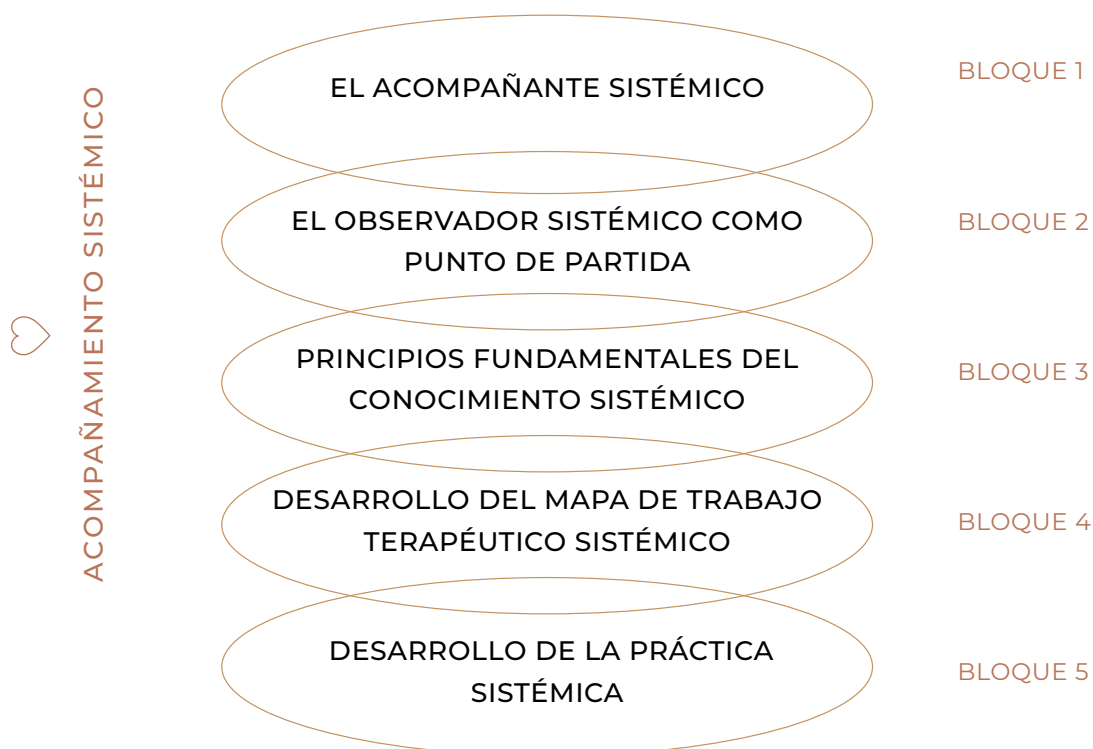 ACOMPAÑAMIENTO SISTÉMICO
EL ACOMPAÑANTE SISTÉMICO
BLOQUE 1
EL OBSERVADOR SISTÉMICO COMO
PUNTO DE PARTIDA
BLOQUE 2
PRINCIPIOS FUNDAMENTALES DEL
CONOCIMIENTO SISTÉMICO
BLOQUE 3
DESARROLLO DEL MAPA DE TRABAJO
TERAPÉUTICO SISTÉMICO
BLOQUE 4
DESARROLLO DE LA PRÁCTICA
SISTÉMICA
BLOQUE 5